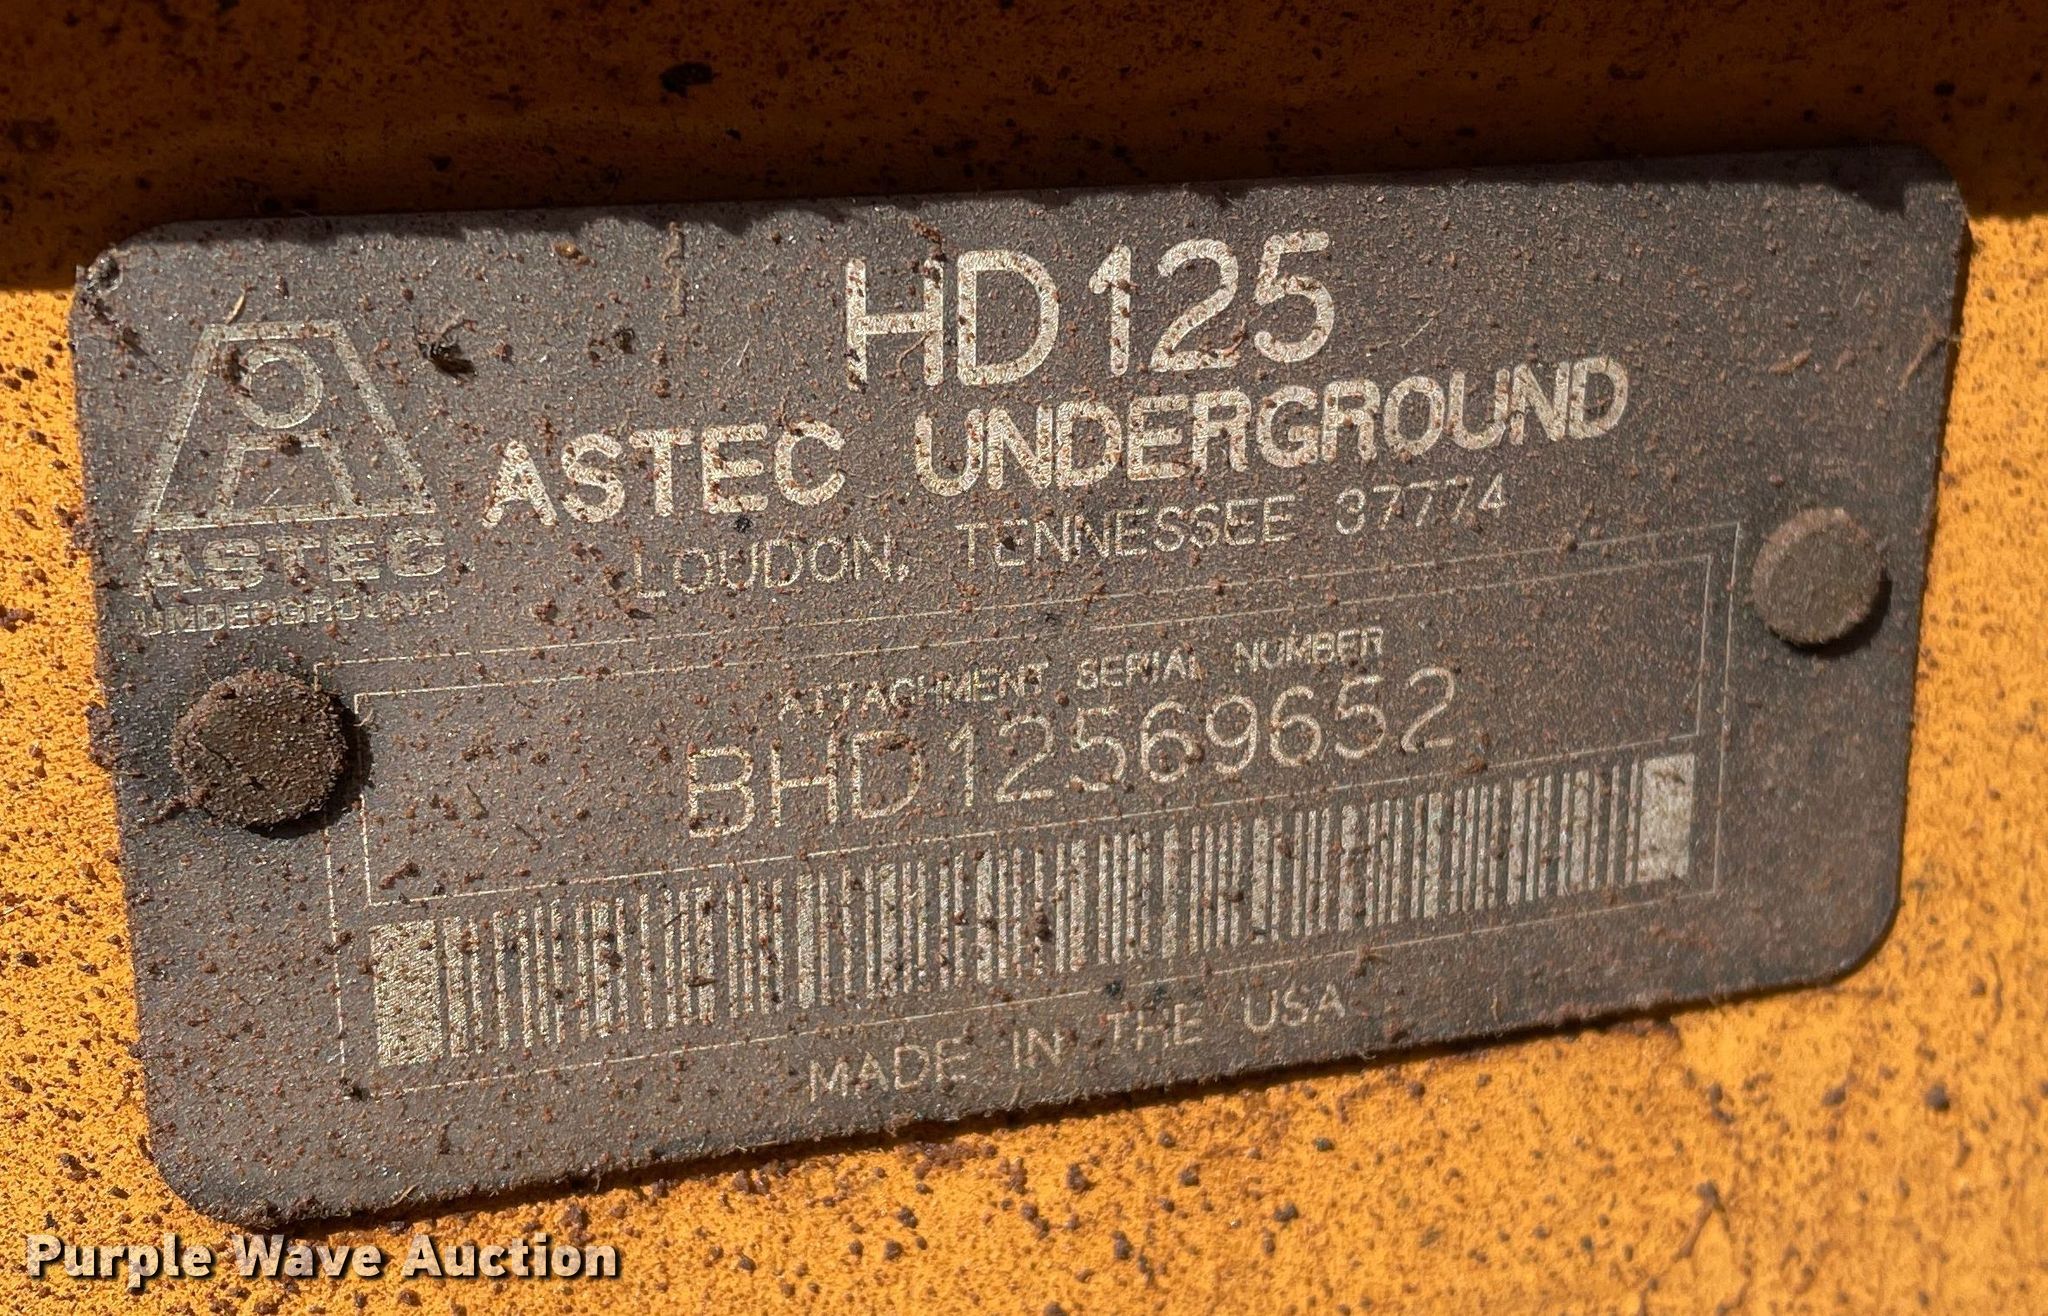 HD125
ASTEC UNDERGROUND
LOUDON, TENNESSEE 37774
ASTEC
UNDERGROUND
ATTACHMENT SERIAL NUMBER
BHD12569652
MADE IN THE USA
Purple Wave Auction